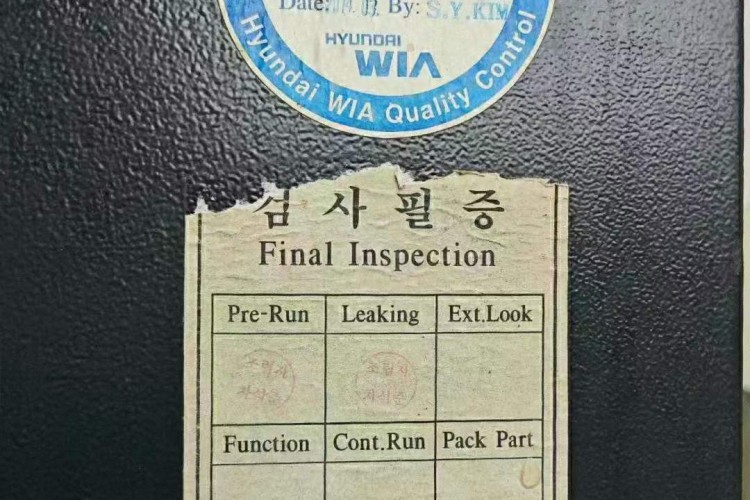 Date: By: S.Y.KIM
HYUNDAI
WIA
Hyundai WIA Quality Control
검사필증
Final Inspection
Pre-Run Leaking Ext.Look
Function Cont.Run Pack Part